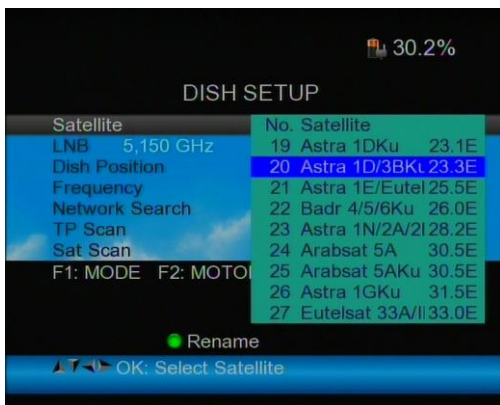 30.2%
DISH SETUP
Satellite
LNB 5,150 GHz
Dish Position
Frequency
Network Search
TP Scan
Sat Scan
F1: MODE F2: MOTO
No. Satellite
19 Astra 1DKu 23.1E
20 Astra 1D/3BKu 23.3E
21 Astra 1E/Eutel 25.5E
22 Badr 4/5/6Ku 26.0E
23 Astra 1N/2A/2I 28.2E
24 Arabsat 5A 30.5E
25 Arabsat 5AKu 30.5E
26 Astra 1GKu 31.5E
27 Eutelsat 33A/II 33.0E
Rename
OK: Select Satellite